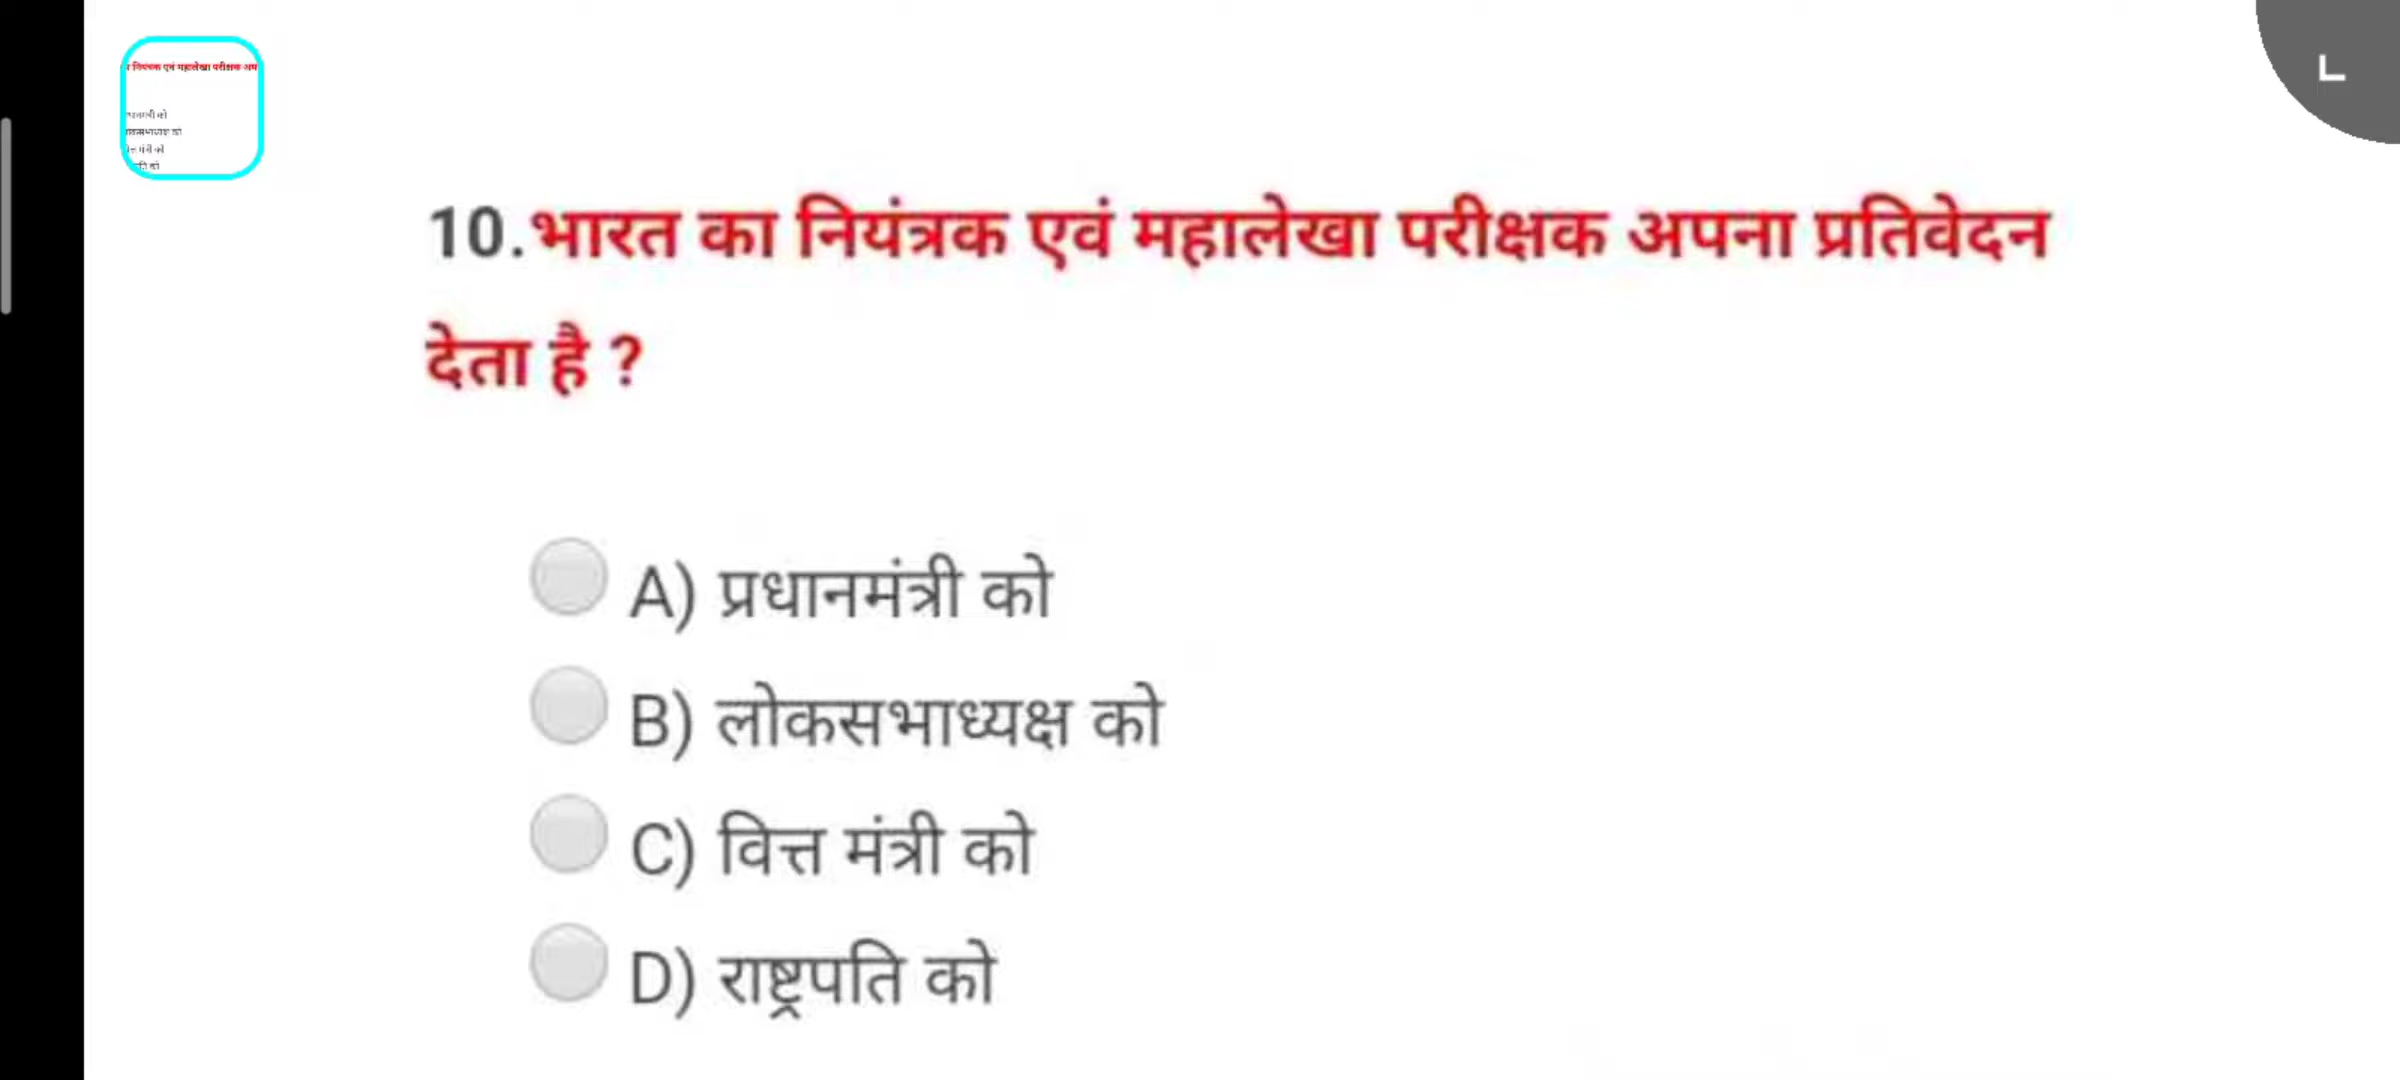 10.भारत का नियंत्रक एवं महालेखा परीक्षक अपना प्रतिवेदन
देता है ?
A) प्रधानमंत्री को
B) लोकसभाध्यक्ष को
C) वित्त मंत्री को
D) राष्ट्रपति को